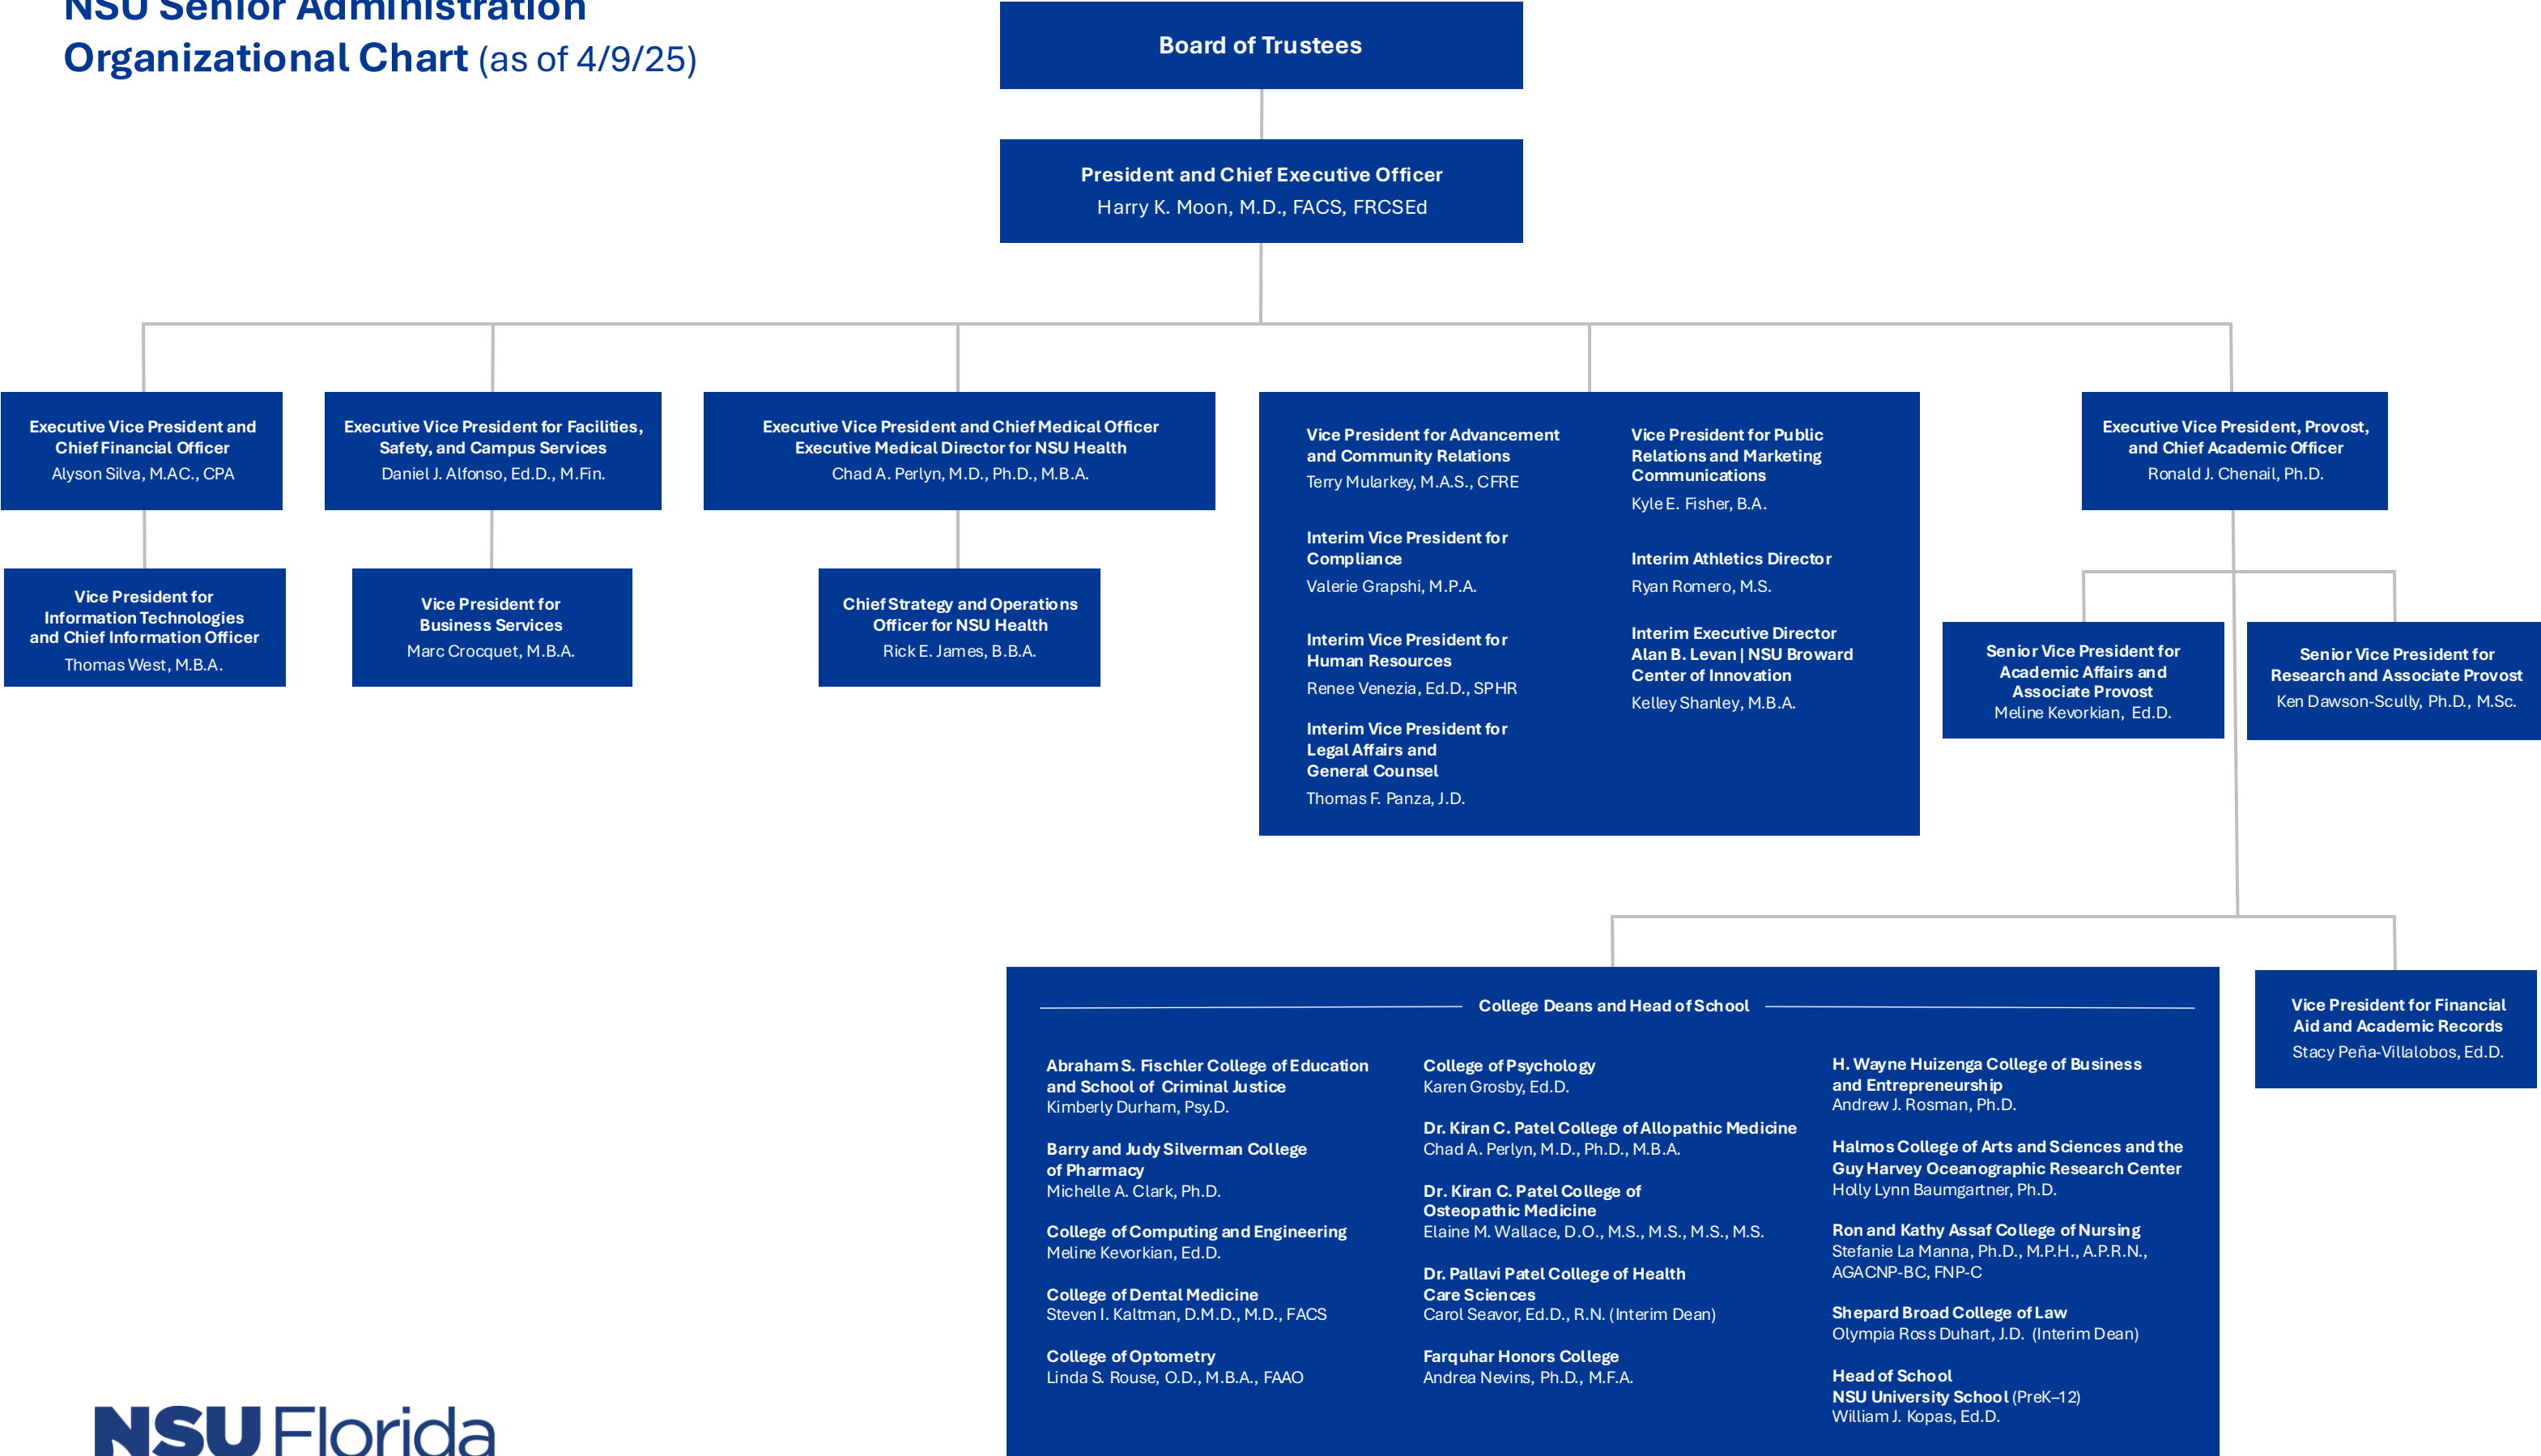 NSU Senior Administration
Organizational Chart (as of 4/9/25)
Board of Trustees
President and Chief Executive Officer
Harry K. Moon, M.D., FACS, FRCSEd
Executive Vice President and
Chief Financial Officer
Alyson Silva, M.AC., CPA
Executive Vice President for Facilities,
Safety, and Campus Services
Daniel J. Alfonso, Ed.D., M.Fin.
Executive Vice President and Chief Medical Officer
Executive Medical Director for NSU Health
Chad A. Perlyn, M.D., Ph.D., M.B.A.
Vice President for Advancement
and Community Relations
Terry Mularkey, M.A.S., CFRE
Interim Vice President for
Compliance
Valerie Grapshi, M.P.A.
Interim Vice President for
Human Resources
Renee Venezia, Ed.D., SPHR
Interim Vice President for
Legal Affairs and
General Counsel
Thomas F. Panza, J.D.
Vice President for Public
Relations and Marketing
Communications
Kyle E. Fisher, B.A.
Interim Athletics Director
Ryan Romero, M.S.
Interim Executive Director
Alan B. Levan | NSU Broward
Center of Innovation
Kelley Shanley, M.B.A.
Executive Vice President, Provost,
and Chief Academic Officer
Ronald J. Chenail, Ph.D.
Vice President for
Information Technologies
and Chief Information Officer
Thomas West, M.B.A.
Vice President for
Business Services
Marc Crocquet, M.B.A.
Chief Strategy and Operations
Officer for NSU Health
Rick E. James, B.B.A.
Senior Vice President for
Academic Affairs and
Associate Provost
Meline Kevorkian, Ed.D.
Senior Vice President for
Research and Associate Provost
Ken Dawson-Scully, Ph.D., M.Sc.
College Deans and Head of School
Abraham S. Fischler College of Education
and School of Criminal Justice
Kimberly Durham, Psy.D.
Barry and Judy Silverman College
of Pharmacy
Michelle A. Clark, Ph.D.
College of Computing and Engineering
Meline Kevorkian, Ed.D.
College of Dental Medicine
Steven I. Kaltman, D.M.D., M.D., FACS
College of Optometry
Linda S. Rouse, O.D., M.B.A., FAAO
College of Psychology
Karen Grosby, Ed.D.
Dr. Kiran C. Patel College of Allopathic Medicine
Chad A. Perlyn, M.D., Ph.D., M.B.A.
Dr. Kiran C. Patel College of
Osteopathic Medicine
Elaine M. Wallace, D.O., M.S., M.S., M.S., M.S.
Dr. Pallavi Patel College of Health
Care Sciences
Carol Seavor, Ed.D., R.N. (Interim Dean)
Farquhar Honors College
Andrea Nevins, Ph.D., M.F.A.
H. Wayne Huizenga College of Business
and Entrepreneurship
Andrew J. Rosman, Ph.D.
Halmos College of Arts and Sciences and the
Guy Harvey Oceanographic Research Center
Holly Lynn Baumgartner, Ph.D.
Ron and Kathy Assaf College of Nursing
Stefanie La Manna, Ph.D., M.P.H., A.P.R.N.,
AGACNP-BC, FNP-C
Shepard Broad College of Law
Olympia Ross Duhart, J.D. (Interim Dean)
Head of School
NSU University School (PreK–12)
William J. Kopas, Ed.D.
Vice President for Financial
Aid and Academic Records
Stacy Peña-Villalobos, Ed.D.
NSU Florida